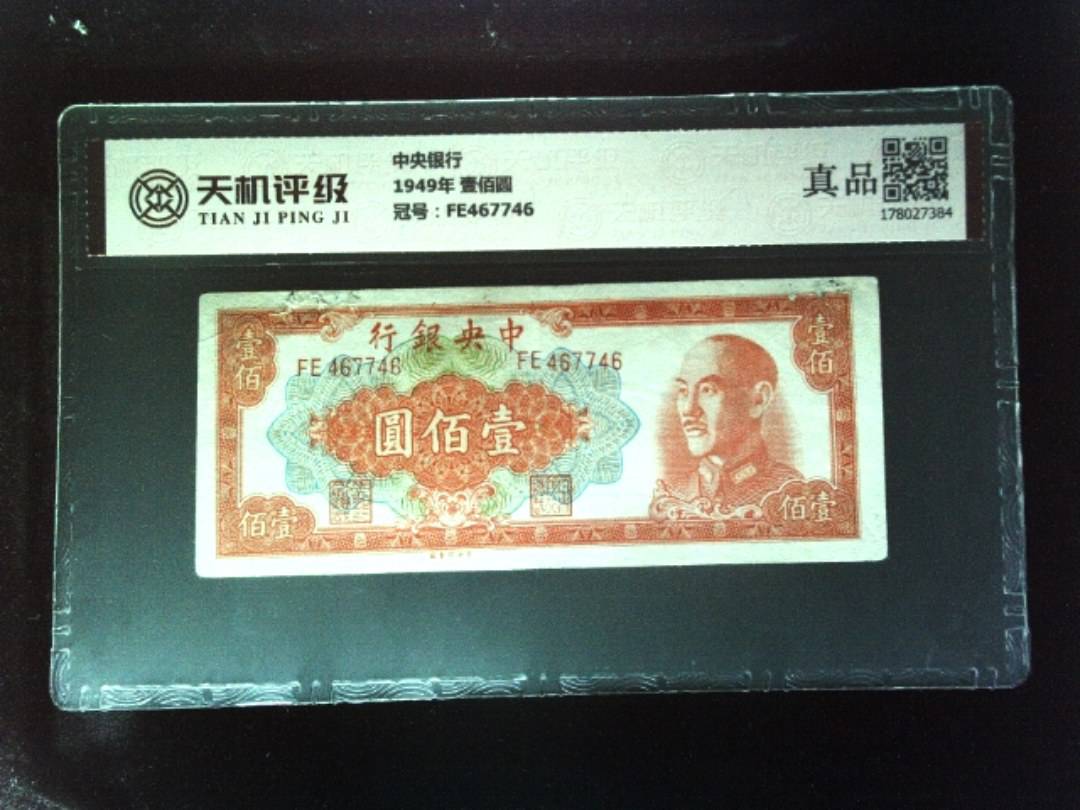 天机评级
TIAN JI PING JI
中央银行
1949年 壹佰圆
冠号：FE467746
真品
178027384
行銀央中
FE 467746
FE 467746
壹佰
壹佰
圓佰壹
佰壹
佰壹